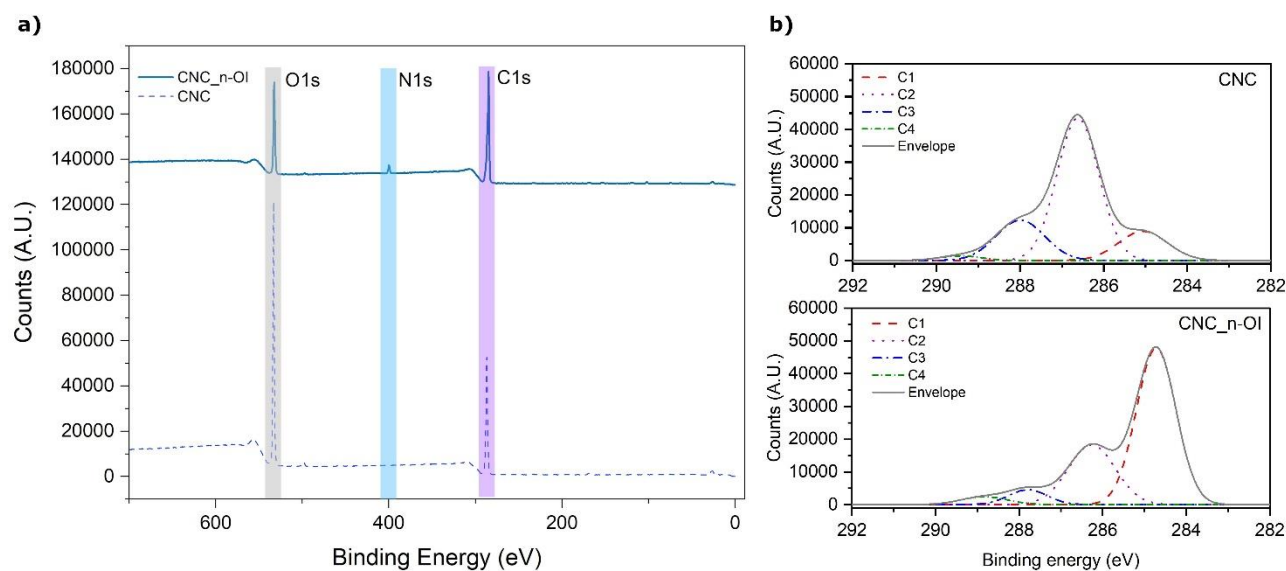 a)
CNC_n-OI
CNC
O1s
N1s
C1s
180000
160000
140000
120000
100000
80000
60000
40000
20000
0
Counts (A.U.)
600
400
200
0
Binding Energy (eV)
b)
CNC
C1
C2
C3
C4
Envelope
60000
50000
40000
30000
20000
10000
0
Counts (A.U.)
292
290
288
286
284
282
CNC_n-OI
C1
C2
C3
C4
Envelope
60000
50000
40000
30000
20000
10000
0
Counts (A.U.)
292
290
288
286
284
282
Binding energy (eV)